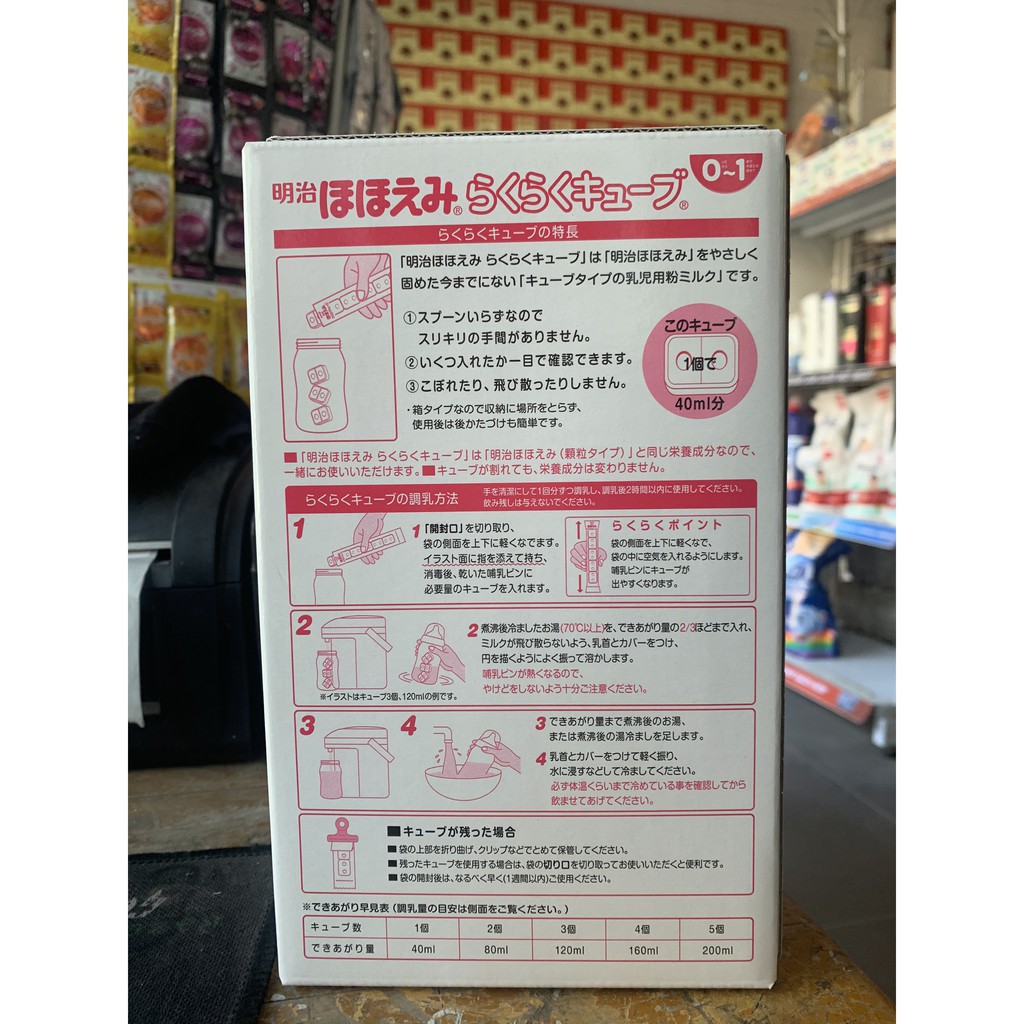 明治ほほえみ® らくらくキューブ®
0~1
らくらくキューブの特長
「明治ほほえみ らくらくキューブ」は「明治ほほえみ」をやさしく
固めた今までにない「キューブタイプの乳児用粉ミルク」です。
①スプーンいらずなので
スリキリの手間がありません。
②いくつ入れたか一目で確認できます。
③こぼれたり、飛び散ったりしません。
・箱タイプなので収納に場所をとらず、
使用後は後かたづけも簡単です。
このキューブ
1個で
40ml分
■「明治ほほえみ らくらくキューブ」は「明治ほほえみ(顆粒タイプ)」と同じ栄養成分なので、
一緒にお使いいただけます。■キューブが割れても、栄養成分は変わりません。
らくらくキューブの調乳方法
手を清潔にして1回分ずつ調乳し、調乳後2時間以内に使用してください。
飲み残しは与えないでください。
1
1「開封口」を切り取り、
袋の側面を上下に軽くなでます。
イラスト面に指を添えて持ち、
消毒後、乾いた哺乳ビンに
必要量のキューブを入れます。
らくらくポイント
袋の側面を上下に軽くなで、
袋の中に空気を入れるようにします。
哺乳ビンにキューブが
出やすくなります。
2
2 煮沸後冷ましたお湯(70℃以上)を、できあがり量の2/3ほどまで入れ、
ミルクが飛び散らないよう、乳首とカバーをつけ、
円を描くようによく振って溶かします。
哺乳ビンが熱くなるので、
やけどをしないよう十分ご注意ください。
※イラストはキューブ3個、120mlの例です。
3
4
3 できあがり量まで煮沸後のお湯、
または煮沸後の湯冷ましを足します。
4 乳首とカバーをつけて軽く振り、
水に浸すなどして冷ましてください。
必ず体温くらいまで冷めている事を確認してから
飲ませてあげてください。
■キューブが残った場合
■袋の上部を折り曲げ、クリップなどでとめて保管してください。
■残ったキューブを使用する場合は、袋の切り口を切り取ってお使いいただくと便利です。
■袋の開封後は、なるべく早く(1週間以内)ご使用ください。
※できあがり早見表(調乳量の目安は側面をご覧ください。)
キューブ数 1個 2個 3個 4個 5個
できあがり量 40ml 80ml 120ml 160ml 200ml